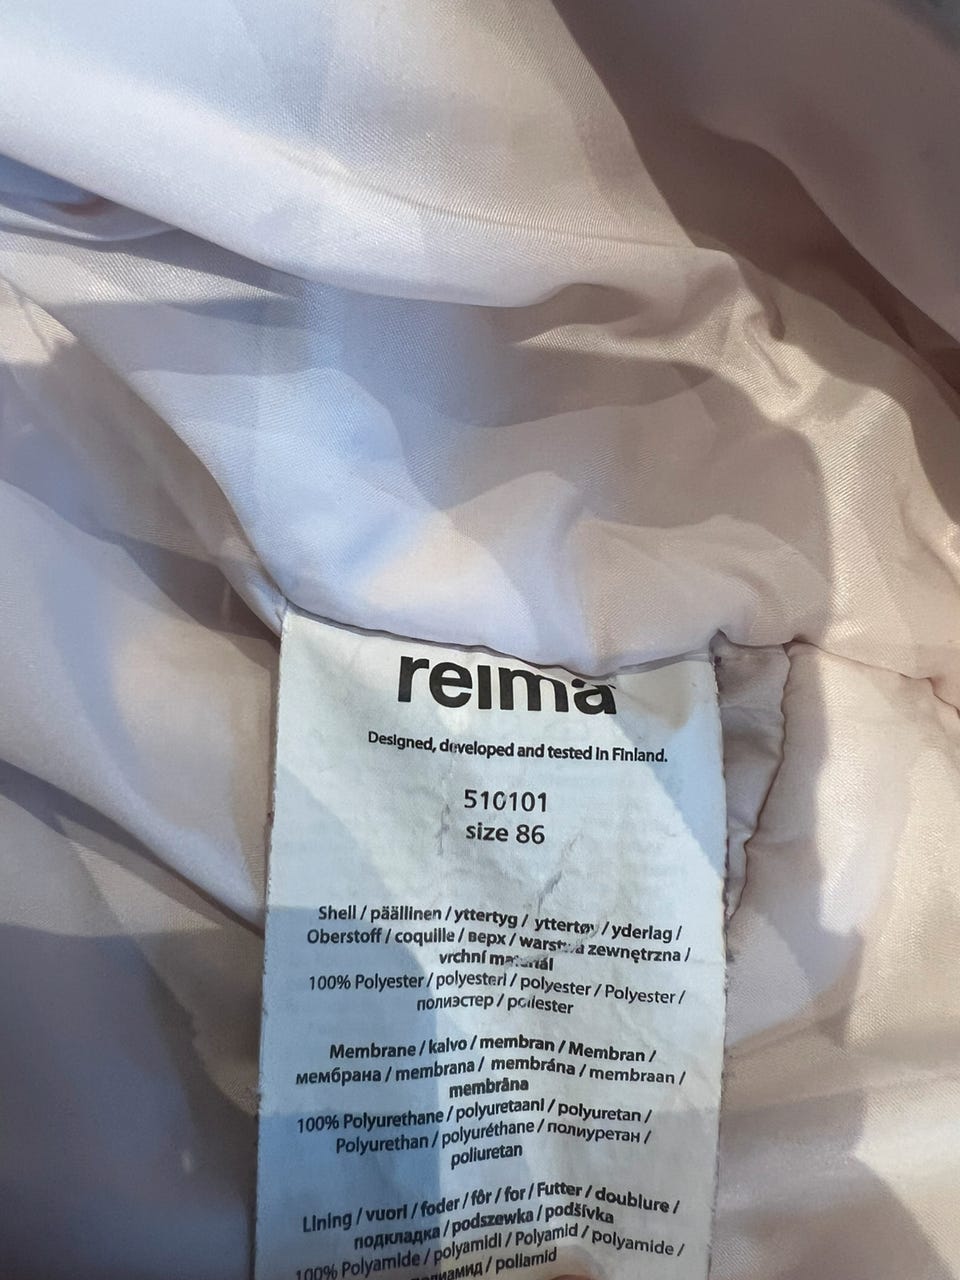 reima
Designed, developed and tested in Finland.
510101
size 86
Shell / päällinen / yttertyg / yttertøy / yderlag /
Oberstoff / coquille / верх / zewnętrzna /
vrchní
100% Polyester / polyesteri / polyester / Polyester /
полиэстер / poliester
Membrane / kalvo / membran / Membran /
мембрана / membrana / membrána / membraan /
membrāna
100% Polyurethane / polyuretaani / polyuretan /
Polyurethan / polyuréthane / полиуретан /
poliuretan
Lining / vuori / foder / fôr / for / Futter / doublure /
подкладка / podszewka / podšívka
100% Polyamide / polyamidi / Polyamid / polyamide /
/ poliamid